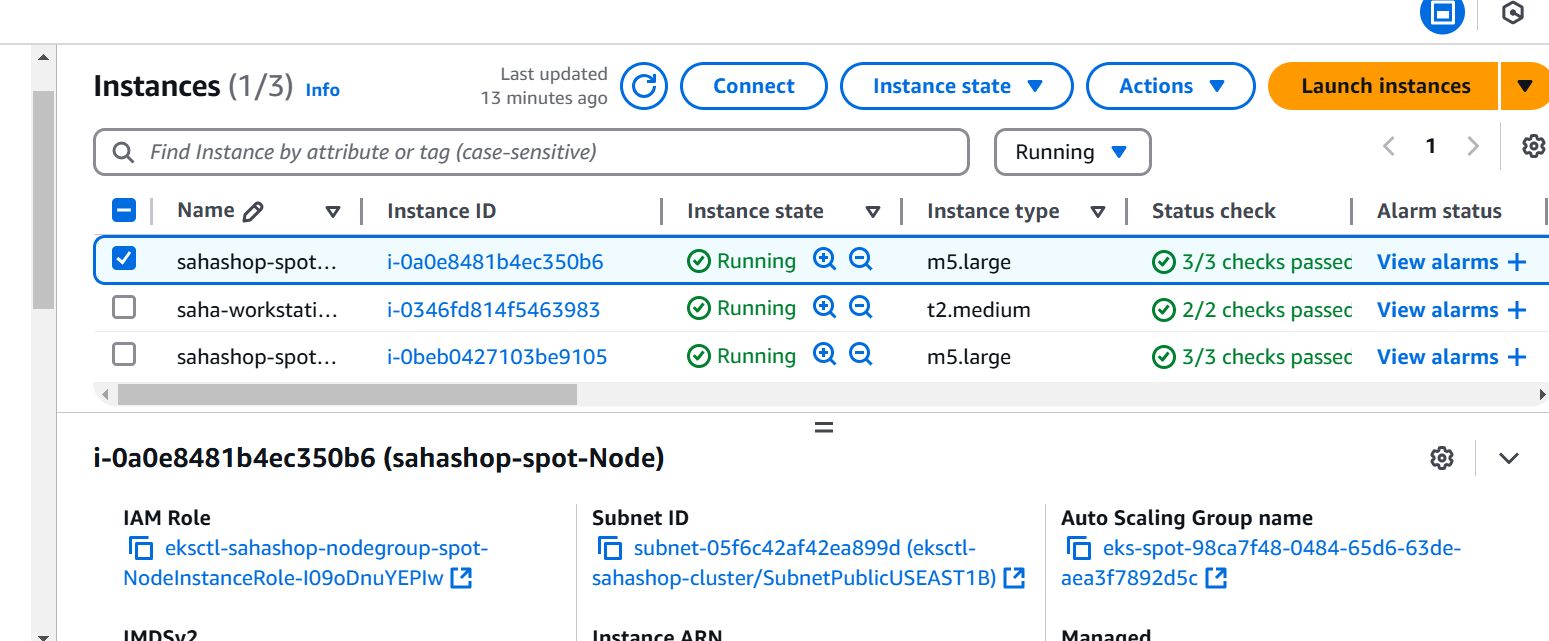 Instances (1/3) Info
Last updated
13 minutes ago
Connect
Instance state
Actions
Launch instances
Find Instance by attribute or tag (case-sensitive)
Running
1
Name Instance ID Instance state Instance type Status check Alarm status
sahashop-spot... i-0a0e8481b4ec350b6 Running m5.large 3/3 checks passed View alarms +
saha-workstati... i-0346fd814f5463983 Running t2.medium 2/2 checks passed View alarms +
sahashop-spot... i-0beb0427103be9105 Running m5.large 3/3 checks passed View alarms +
i-0a0e8481b4ec350b6 (sahashop-spot-Node)
IAM Role
eksctl-sahashop-nodegroup-spot-
NodeInstanceRole-I09oDnuYEPIw
Subnet ID
subnet-05f6c42af42ea899d (eksctl-
sahashop-cluster/SubnetPublicUSEAST1B)
Auto Scaling Group name
eks-spot-98ca7f48-0484-65d6-63de-
aea3f7892d5c
IMDSv2
Instance ARN
Managed